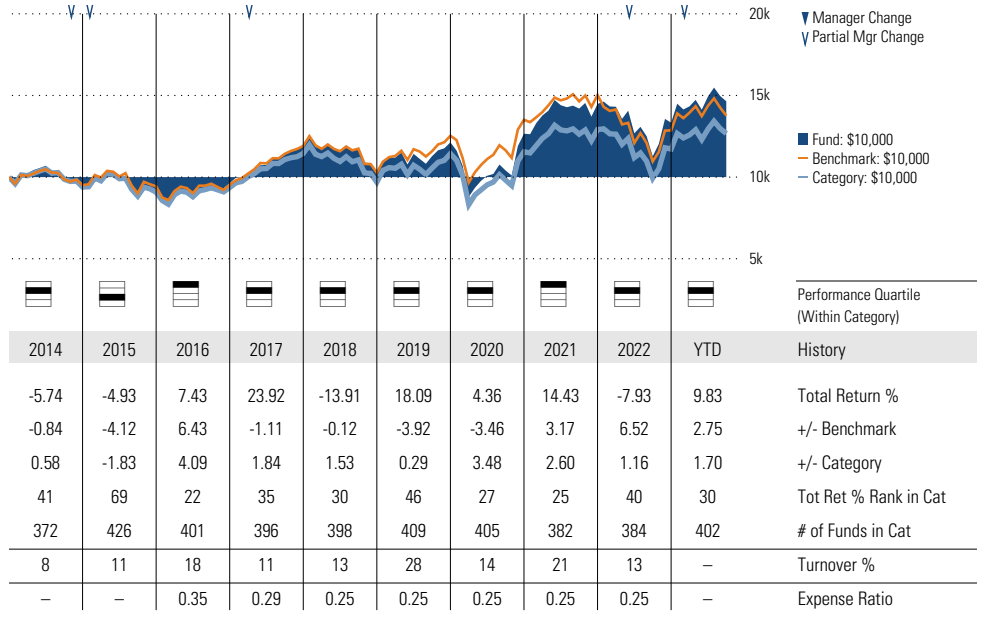 20k
Manager Change
Partial Mgr Change
15k
Fund: $10,000
Benchmark: $10,000
Category: $10,000
10k
5k
Performance Quartile
(Within Category)
2014 2015 2016 2017 2018 2019 2020 2021 2022 YTD History
-5.74 -4.93 7.43 23.92 -13.91 18.09 4.36 14.43 -7.93 9.83 Total Return %
-0.84 -4.12 6.43 -1.11 -0.12 -3.92 -3.46 3.17 6.52 2.75 +/- Benchmark
0.58 -1.83 4.09 1.84 1.53 0.29 3.48 2.60 1.16 1.70 +/- Category
41 69 22 35 30 46 27 25 40 30 Tot Ret % Rank in Cat
372 426 401 396 398 409 405 382 384 402 # of Funds in Cat
8 11 18 11 13 28 14 21 13 – Turnover %
– – 0.35 0.29 0.25 0.25 0.25 0.25 0.25 – Expense Ratio